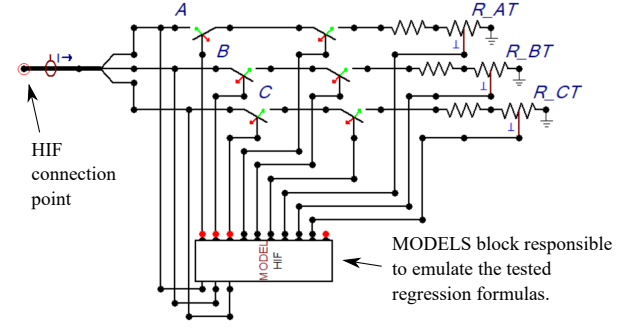 A
R_AT
I→
B
R_BT
C
R_CT
HIF
connection
point
MODEL
HIF
MODELS block responsible
to emulate the tested
regression formulas.